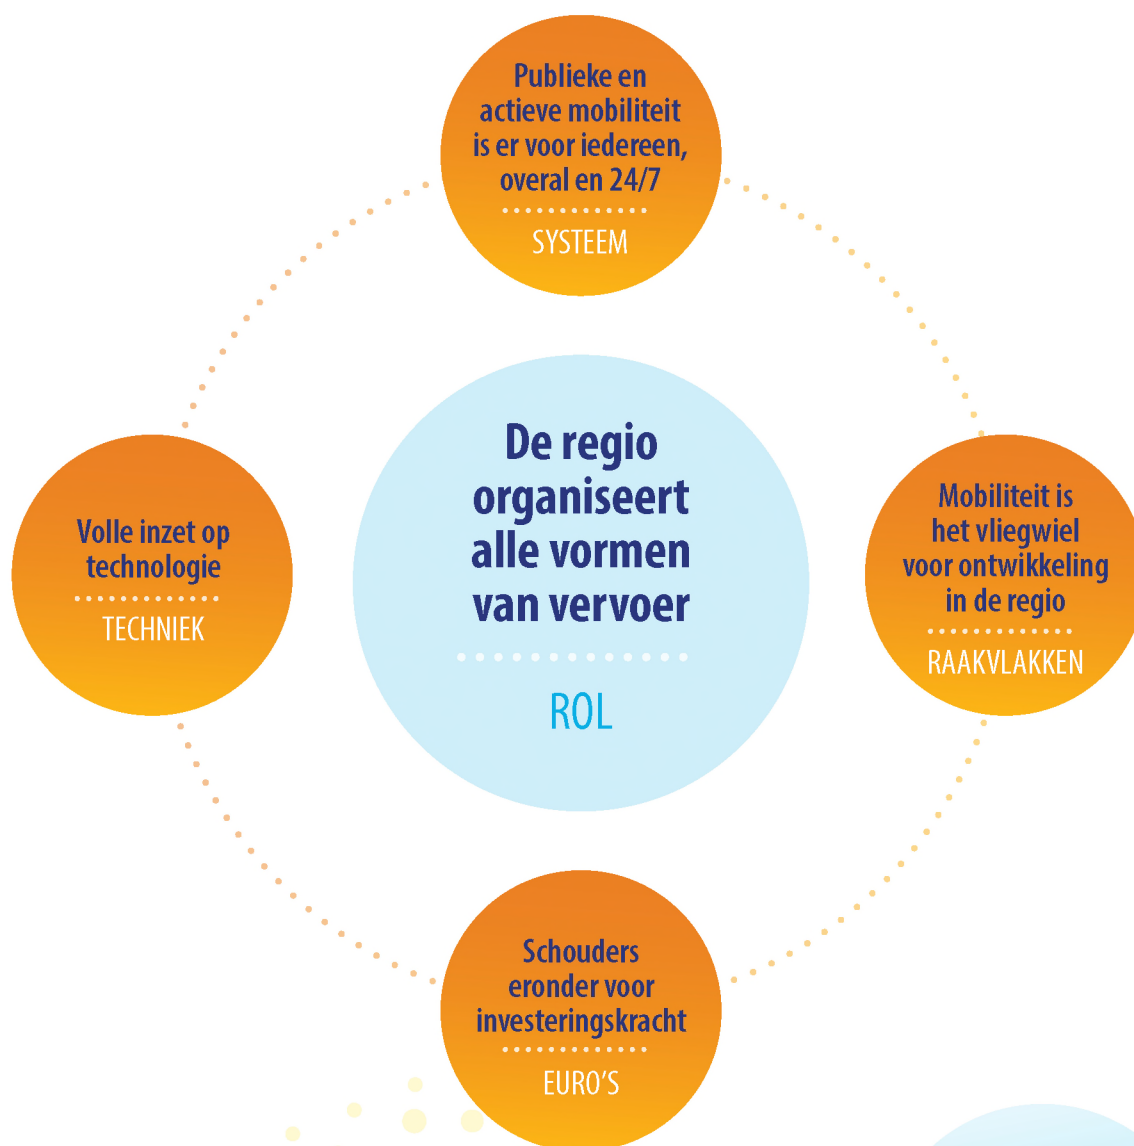 Publieke en
actieve mobiliteit
is er voor iedereen,
overal en 24/7
SYSTEEM
De regio
organiseert
alle vormen
van vervoer
ROL
Volle inzet op
technologie
TECHNIEK
Mobiliteit is
het vliegwiel
voor ontwikkeling
in de regio
RAAKVLAKKEN
Schouders
eronder voor
investeringskracht
EURO'S